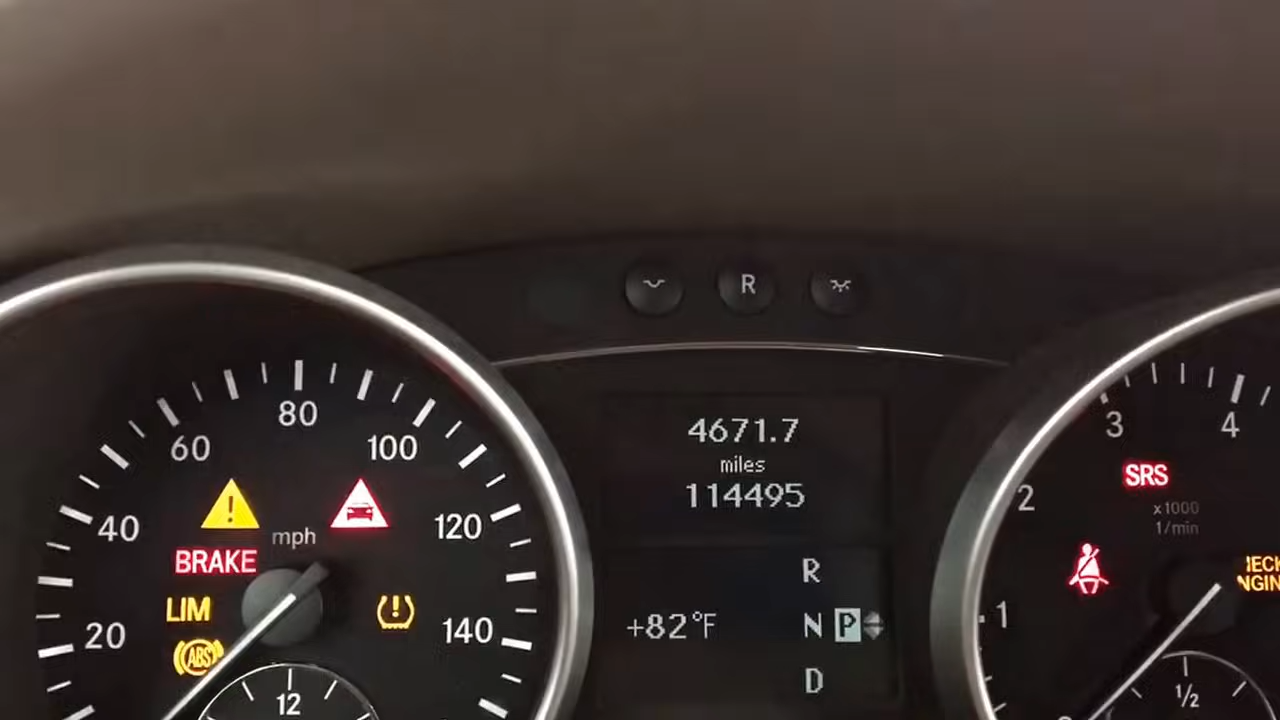 R
4671.7
miles
114495
R
+82°F
N P
D
80
60
100
40
120
mph
BRAKE
LIM
ABS
20
140
12
3
4
SRS
2
x1000
1/min
1
1/2